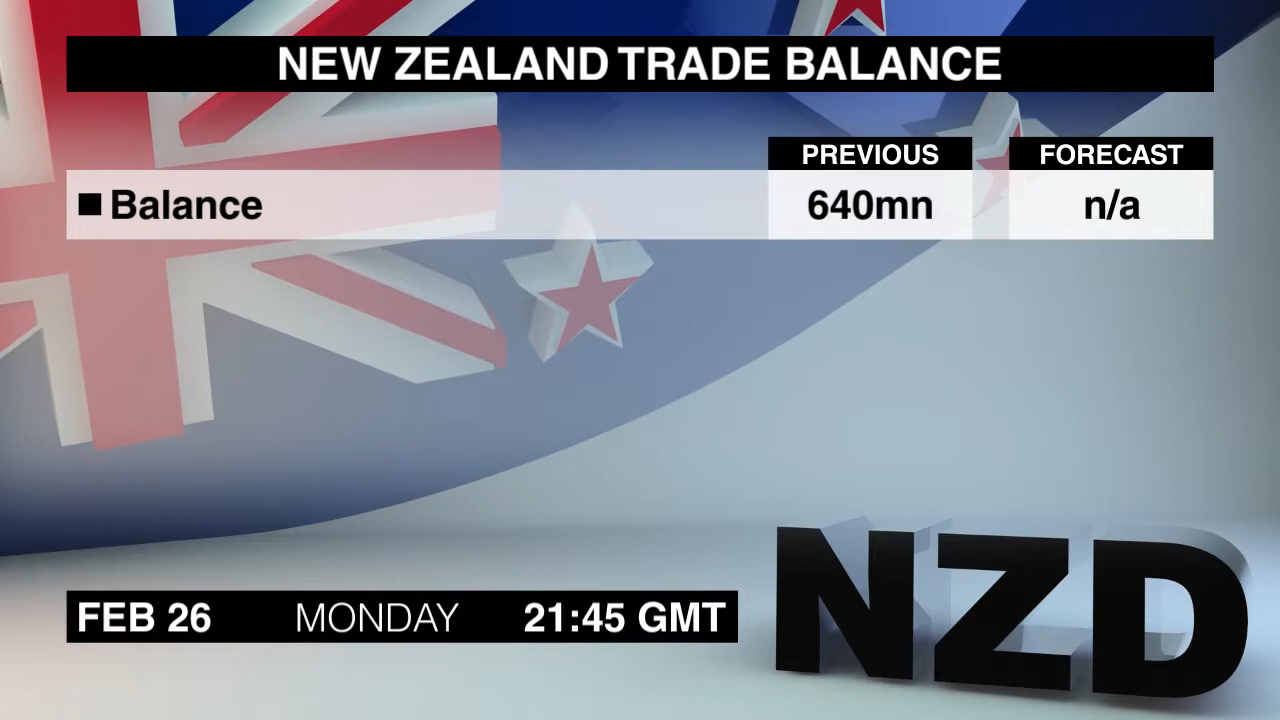 NEW ZEALAND TRADE BALANCE
PREVIOUS FORECAST
Balance 640mn n/a
FEB 26 MONDAY 21:45 GMT
NZD